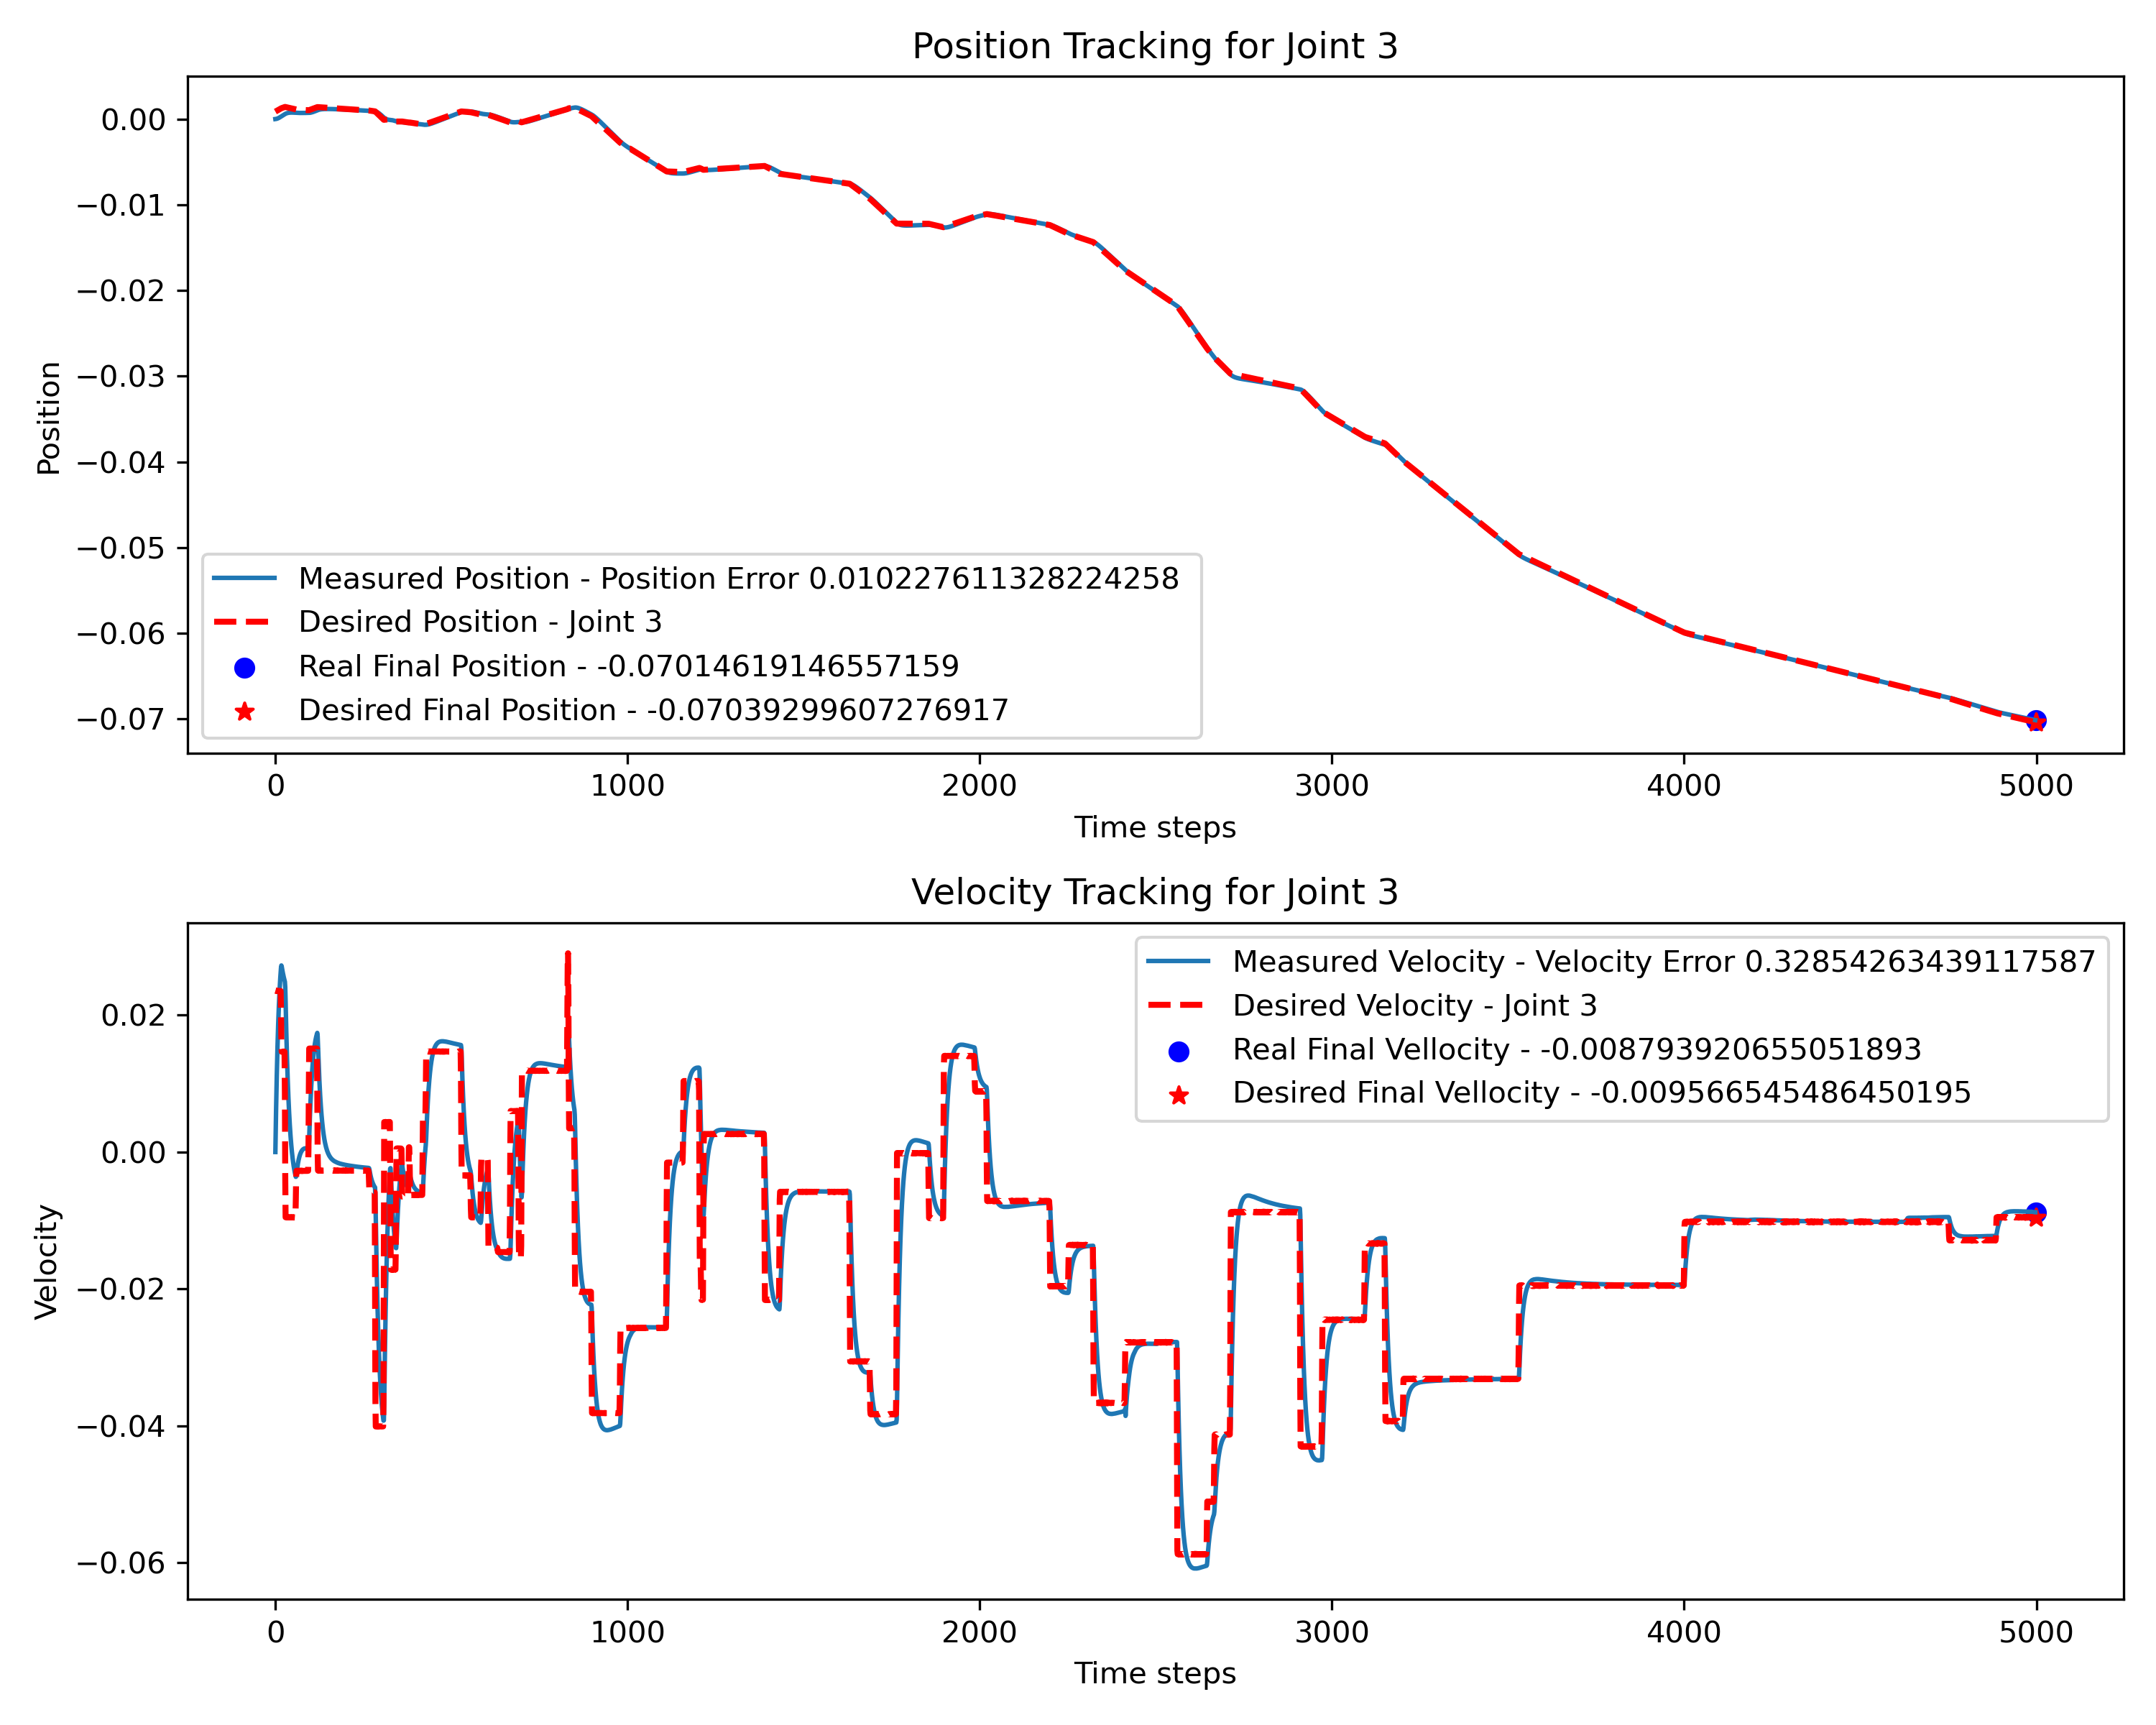 Position Tracking for Joint 3
0.00
−0.01
−0.02
−0.03
−0.04
−0.05
−0.06
−0.07
Position
Measured Position - Position Error 0.010227611328224258
Desired Position - Joint 3
Real Final Position - -0.07014619146557159
Desired Final Position - -0.07039299607276917
0 1000 2000 3000 4000 5000
Time steps
Velocity Tracking for Joint 3
0.02
0.00
−0.02
−0.04
−0.06
Velocity
Measured Velocity - Velocity Error 0.32854263439117587
Desired Velocity - Joint 3
Real Final Vellocity - -0.008793920655051893
Desired Final Vellocity - -0.009566545486450195
0 1000 2000 3000 4000 5000
Time steps